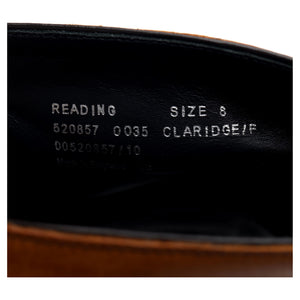 READING SIZE 8
520857 0035 CLARIDGE/F
00520857/10